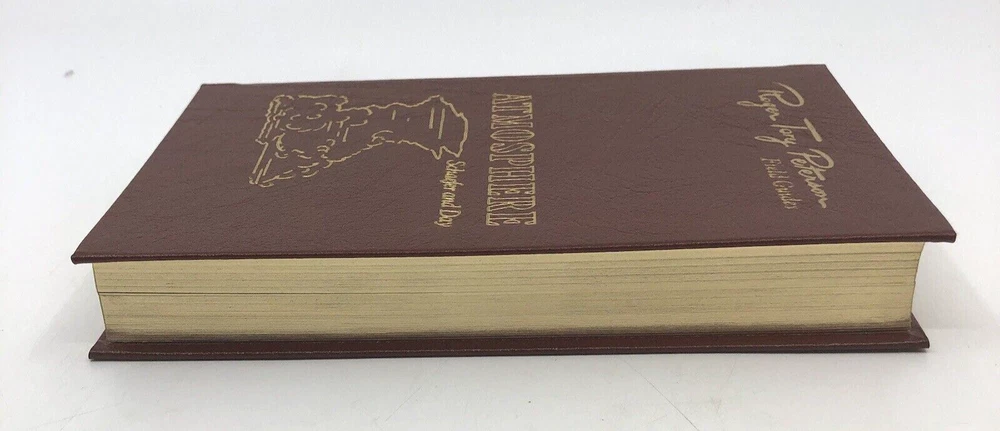 Roger Tory Peterson
Field Guides
ATMOSPHERE
Schaefer and Day